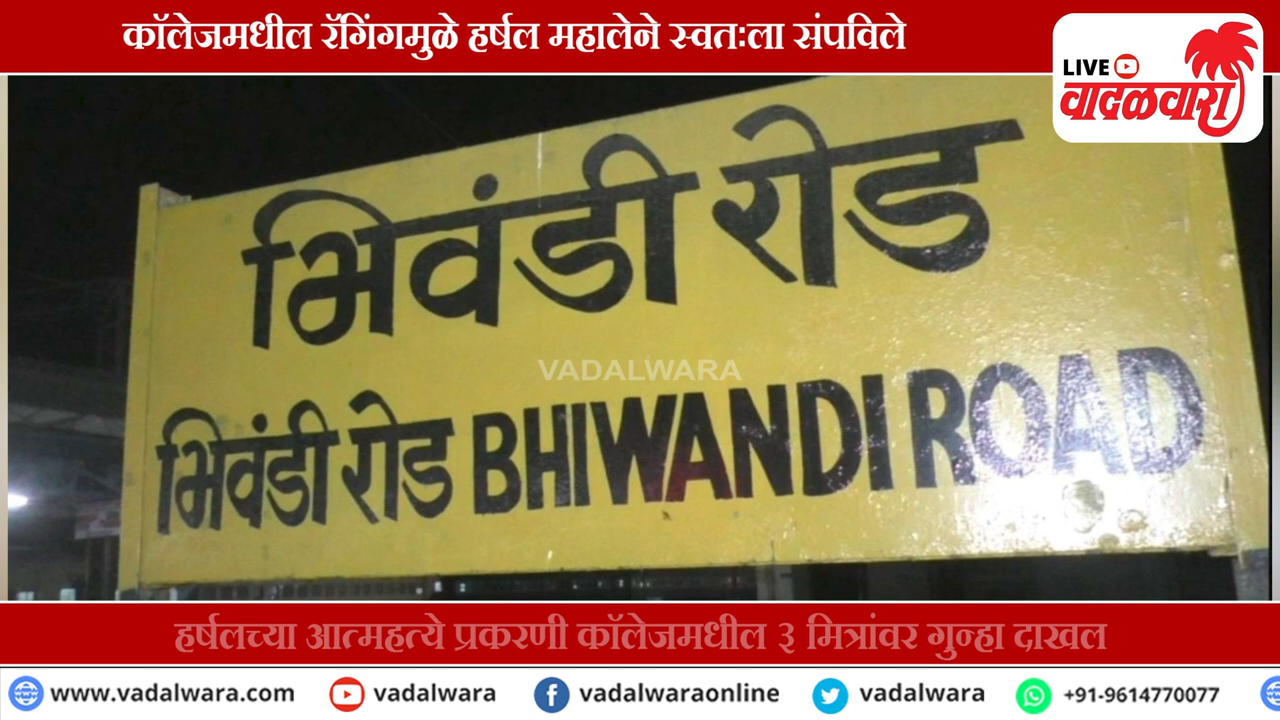 कॉलेजमधील रॅगिंगमुळे हर्षल महालेने स्वतःला संपविले
LIVE
वादळवारा
भिवंडी रोड
VADALWARA
भिवंडी रोड BHIWANDI ROAD
हर्षलच्या आत्महत्ये प्रकरणी कॉलेजमधील ३ मित्रांवर गुन्हा दाखल
www.vadalwara.com vadalwara vadalwaraonline vadalwara +91-9614770077